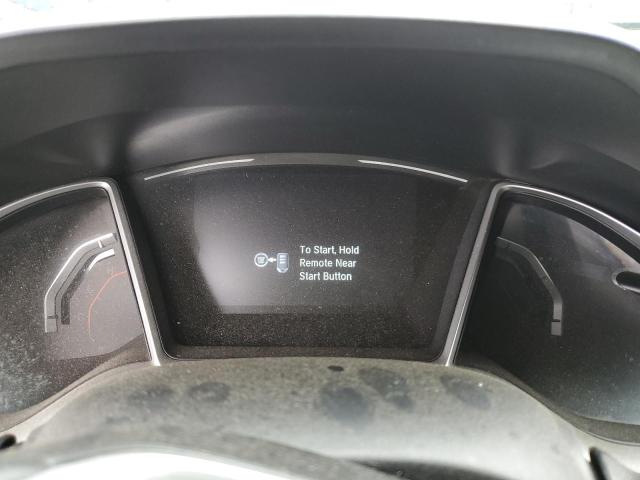 To Start, Hold
Remote Near
Start Button